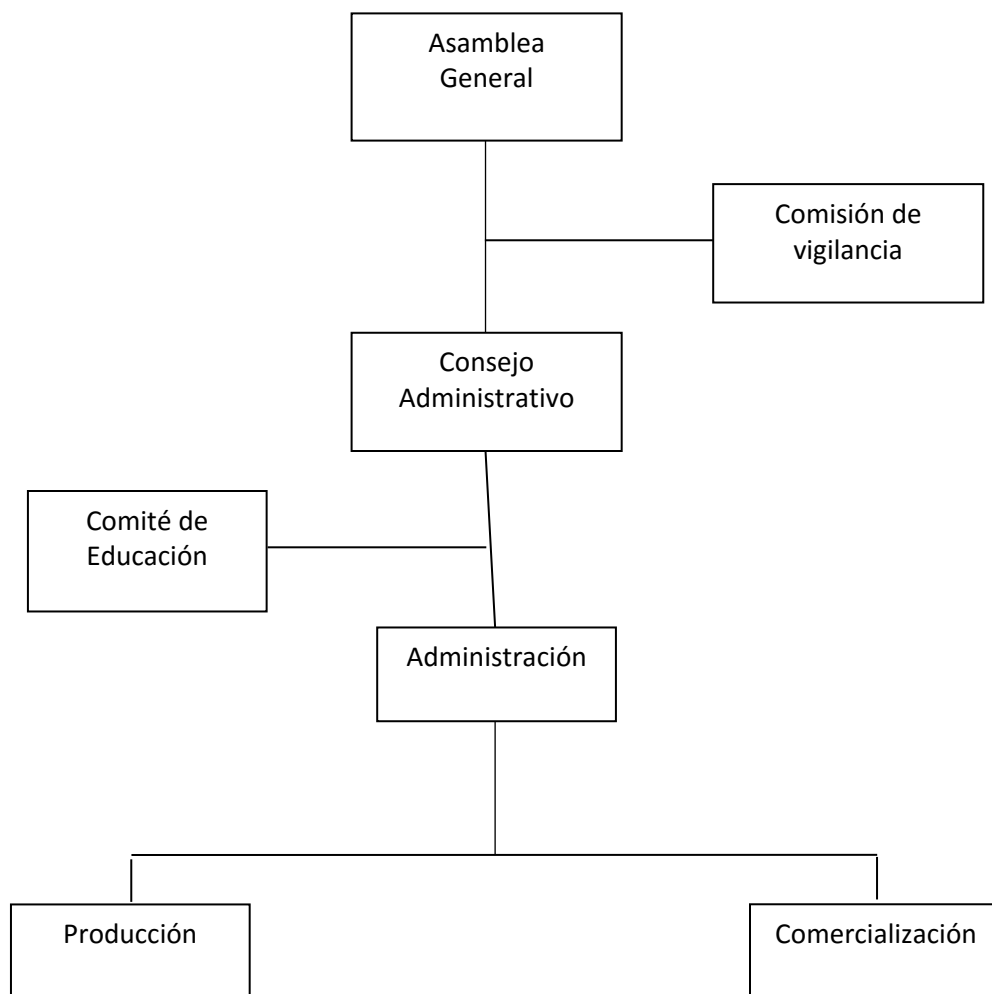 Asamblea
General
Comisión de
vigilancia
Consejo
Administrativo
Comité de
Educación
Administración
Producción
Comercialización